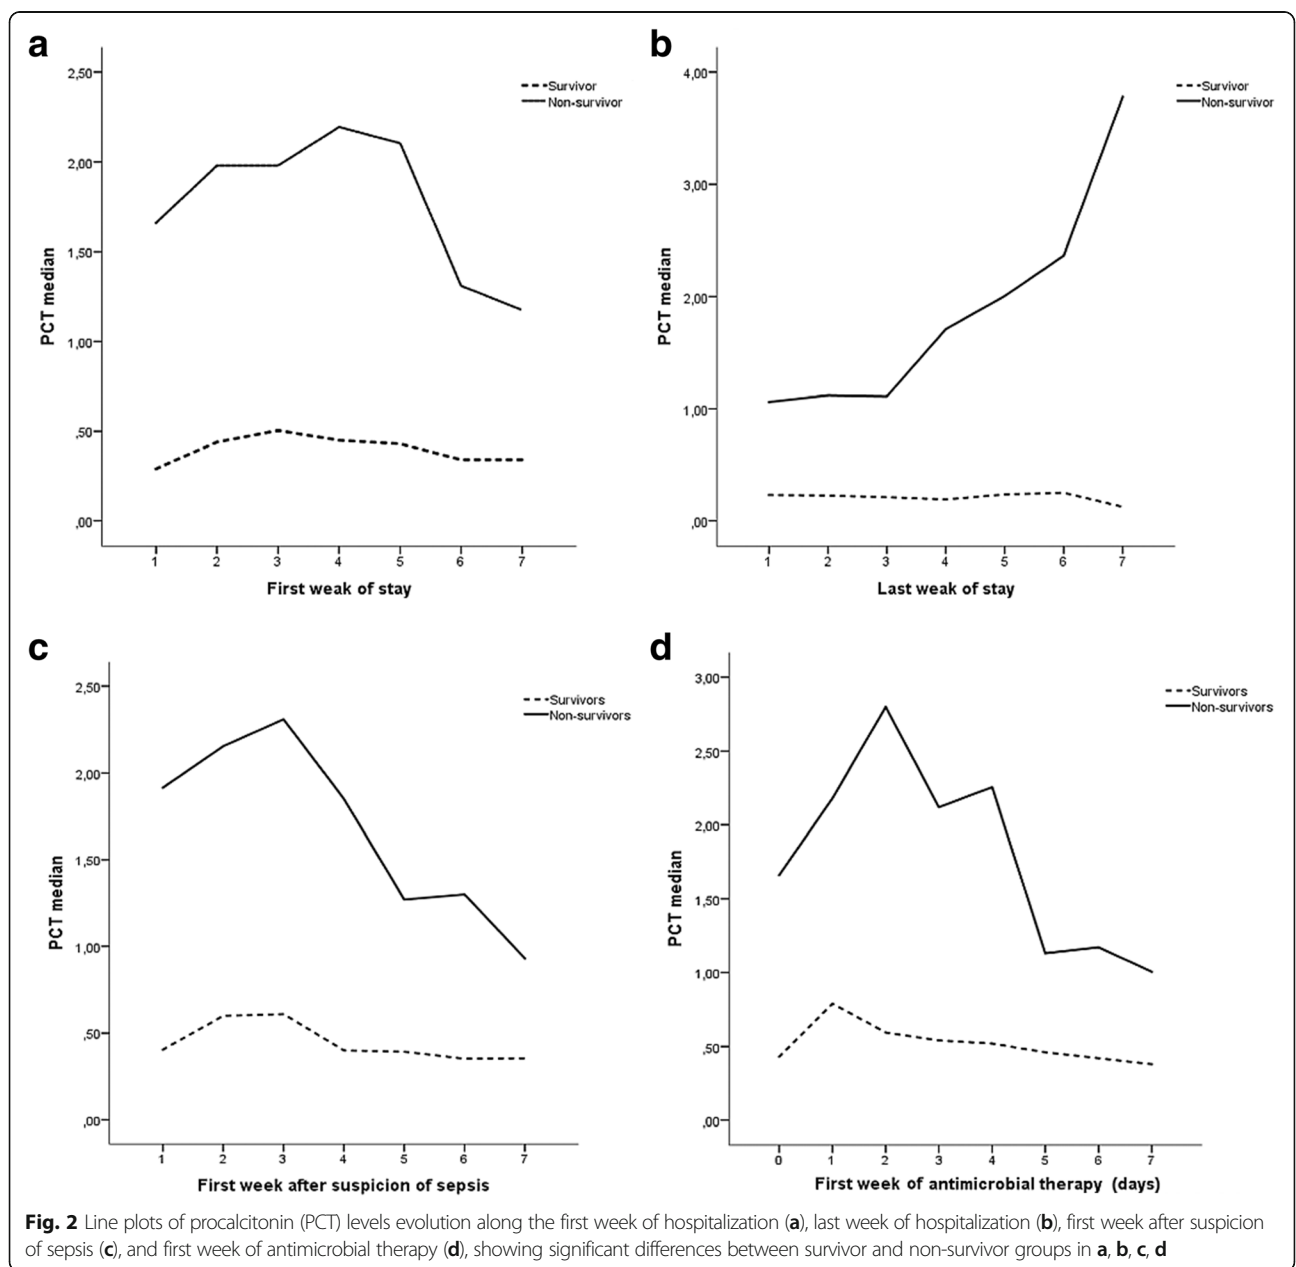 a
2,50
2,00
1,50
1,00
,50
,00
PCT median
Survivor
Non-survivor
1 2 3 4 5 6 7
First weak of stay
b
4,00
3,00
2,00
1,00
,00
PCT median
Survivor
Non-survivor
1 2 3 4 5 6 7
Last weak of stay
c
2,50
2,00
1,50
1,00
,50
,00
PCT median
Survivors
Non-survivors
1 2 3 4 5 6 7
First week after suspicion of sepsis
d
3,00
2,50
2,00
1,50
1,00
,50
,00
PCT median
Survivors
Non-survivors
0 1 2 3 4 5 6 7
First week of antimicrobial therapy (days)
Fig. 2 Line plots of procalcitonin (PCT) levels evolution along the first week of hospitalization (a), last week of hospitalization (b), first week after suspicion
of sepsis (c), and first week of antimicrobial therapy (d), showing significant differences between survivor and non-survivor groups in a, b, c, d